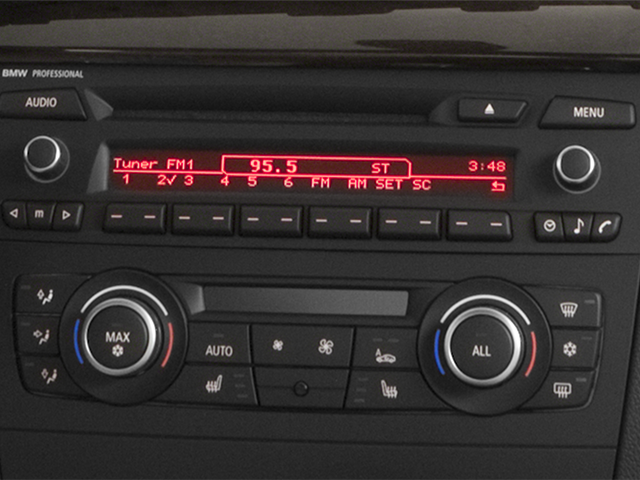 BMW PROFESSIONAL
AUDIO
MENU
Tuner FM1 95.5 ST 3:48
1 2✓ 3 4 5 6 FM AM SET SC
m
MAX
AUTO
ALL